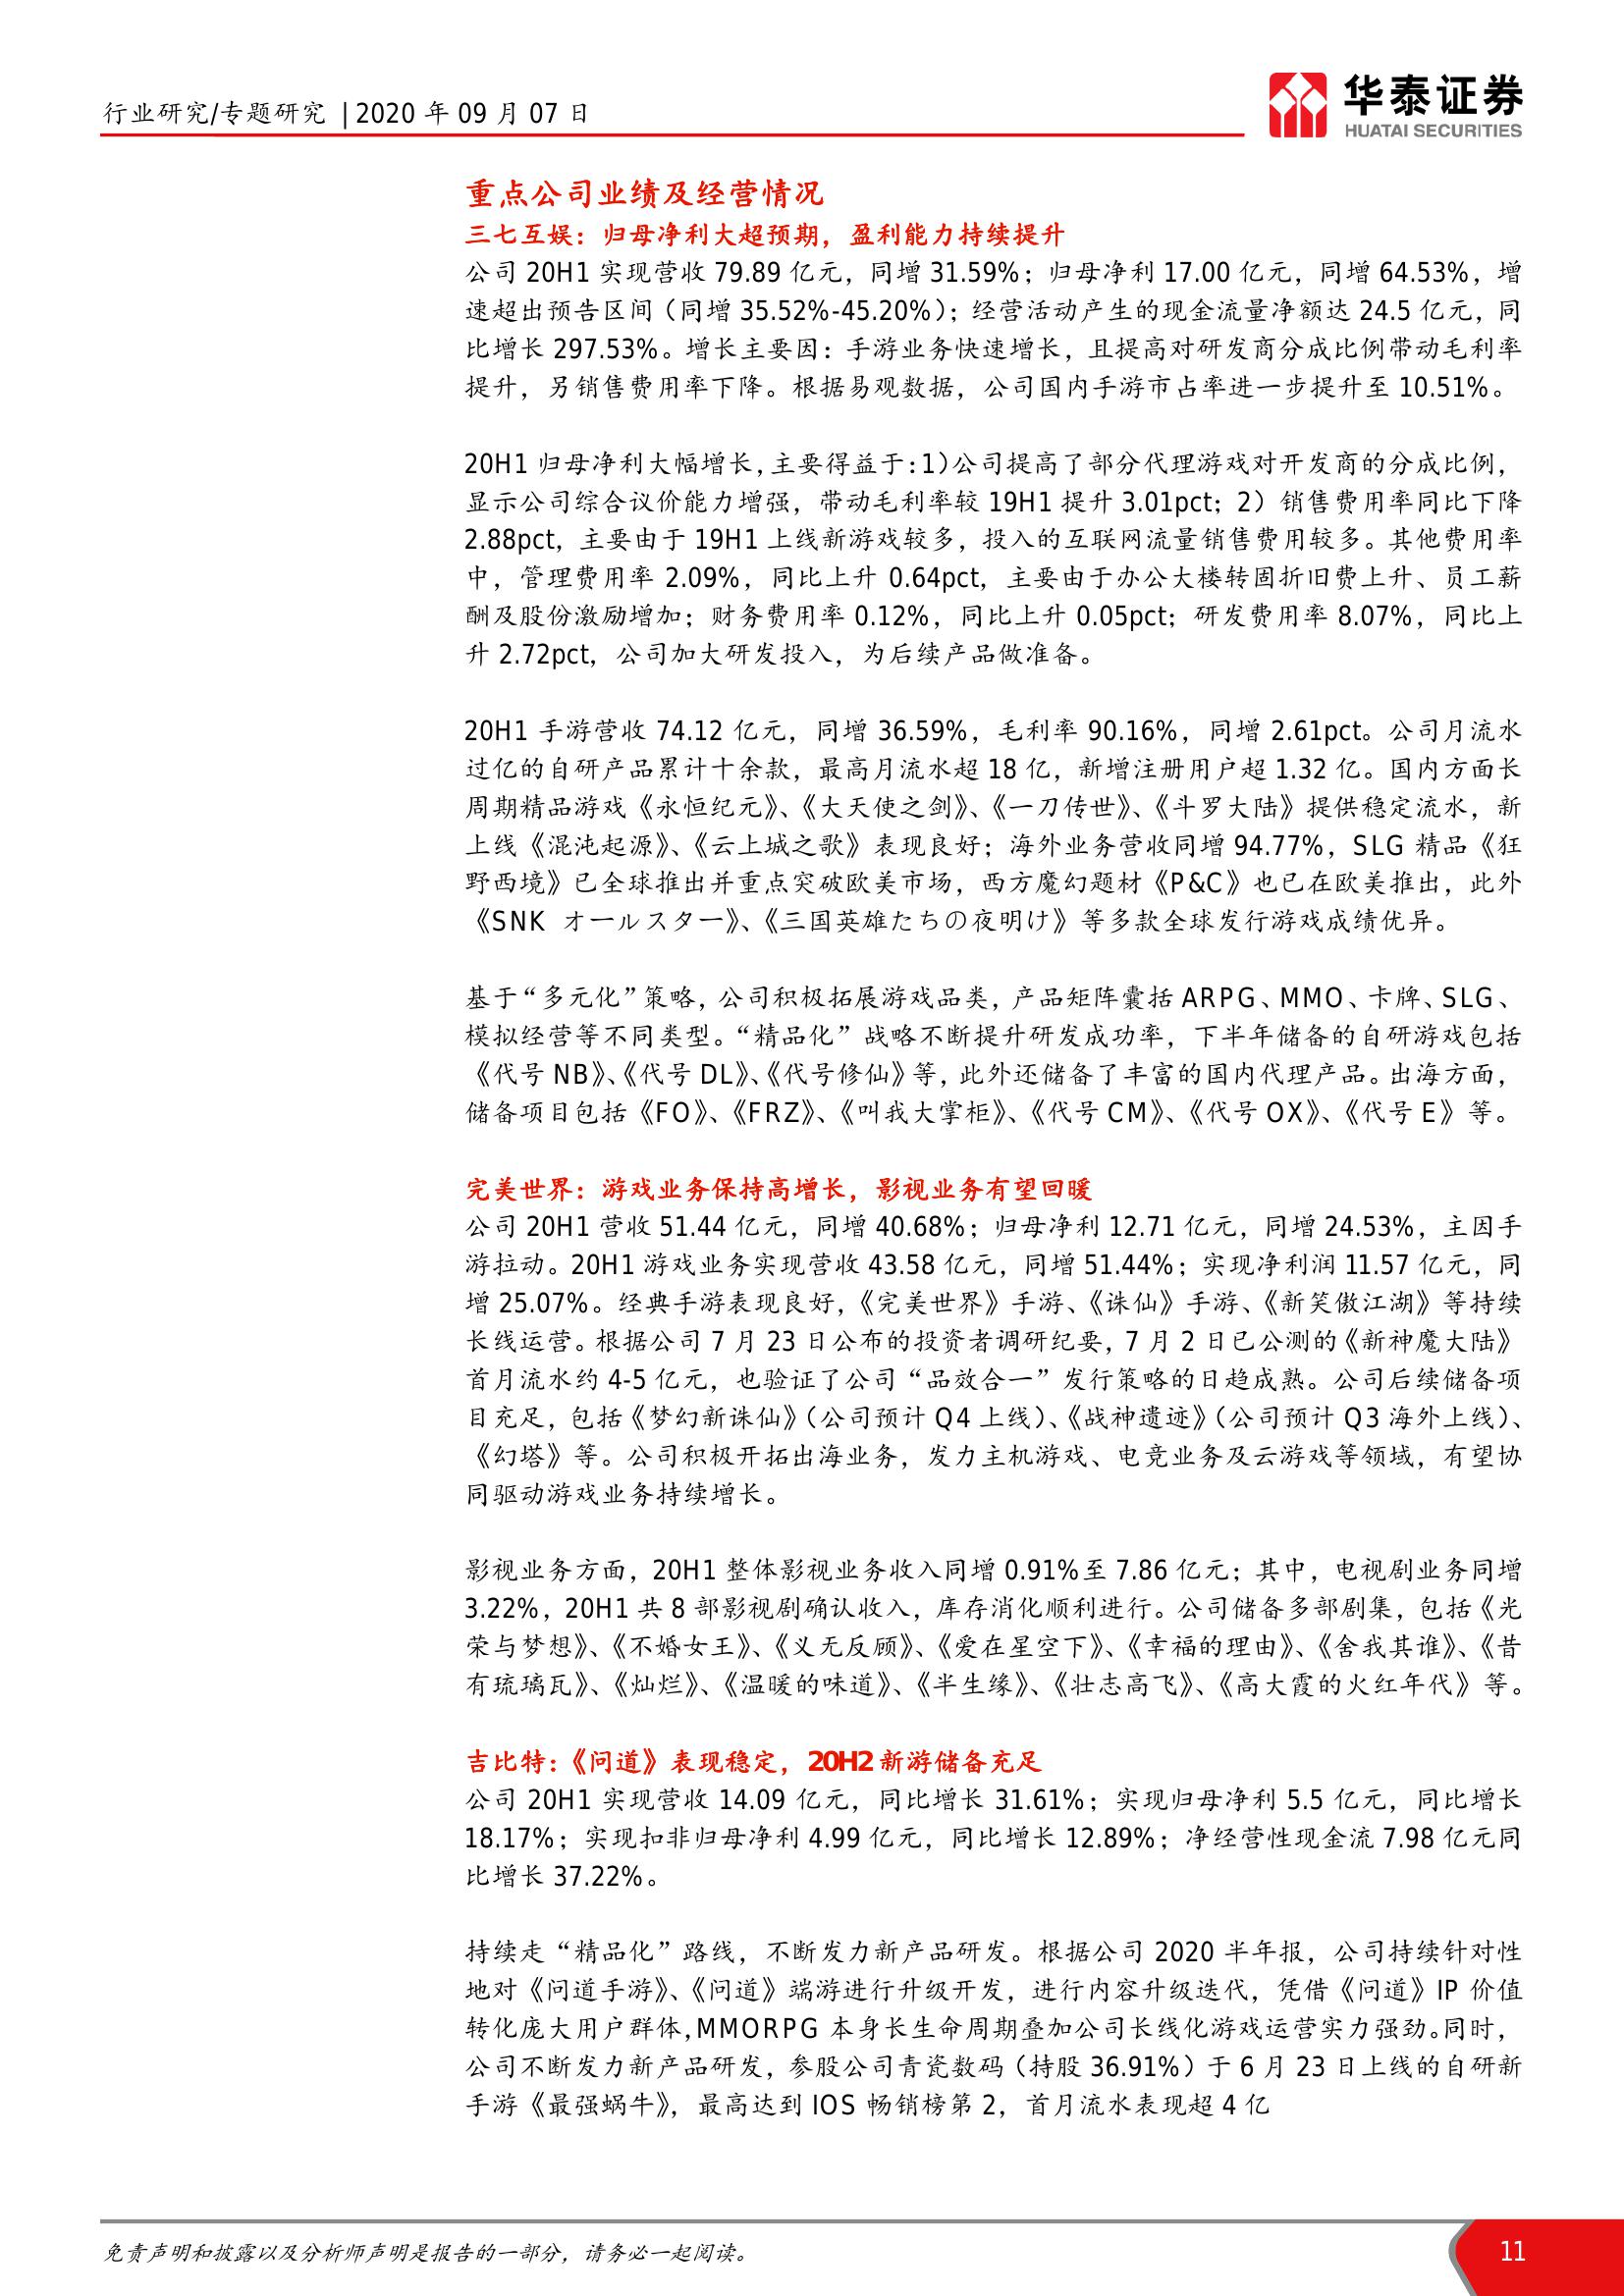 行业研究/专题研究 | 2020 年 09 月 07 日
华泰证券
HUATAI SECURITIES
重点公司业绩及经营情况
三七互娱：归母净利大超预期，盈利能力持续提升
公司 20H1 实现营收 79.89 亿元，同增 31.59%；归母净利 17.00 亿元，同增 64.53%，增
速超出预告区间（同增 35.52%-45.20%）；经营活动产生的现金流量净额达 24.5 亿元，同
比增长 297.53%。增长主要因：手游业务快速增长，且提高对研发商分成比例带动毛利率
提升，另销售费用率下降。根据易观数据，公司国内手游市占率进一步提升至 10.51%。
20H1 归母净利大幅增长，主要得益于：1）公司提高了部分代理游戏对开发商的分成比例，
显示公司综合议价能力增强，带动毛利率较 19H1 提升 3.01pct；2）销售费用率同比下降
2.88pct，主要由于 19H1 上线新游戏较多，投入的互联网流量销售费用较多。其他费用率
中，管理费用率 2.09%，同比上升 0.64pct，主要由于办公大楼转固折旧费上升、员工薪
酬及股份激励增加；财务费用率 0.12%，同比上升 0.05pct；研发费用率 8.07%，同比上
升 2.72pct，公司加大研发投入，为后续产品做准备。
20H1 手游营收 74.12 亿元，同增 36.59%，毛利率 90.16%，同增 2.61pct。公司月流水
过亿的自研产品累计十余款，最高月流水超 18 亿，新增注册用户超 1.32 亿。国内方面长
周期精品游戏《永恒纪元》、《大天使之剑》、《一刀传世》、《斗罗大陆》提供稳定流水，新
上线《混沌起源》、《云上城之歌》表现良好；海外业务营收同增 94.77%，SLG 精品《狂
野西境》已全球推出并重点突破欧美市场，西方魔幻题材《P&C》也已在欧美推出，此外
《SNK オールスター》、《三国英雄たちの夜明け》等多款全球发行游戏成绩优异。
基于“多元化”策略，公司积极拓展游戏品类，产品矩阵囊括 ARPG、MMO、卡牌、SLG、
模拟经营等不同类型。“精品化”战略不断提升研发成功率，下半年储备的自研游戏包括
《代号 NB》、《代号 DL》、《代号修仙》等，此外还储备了丰富的国内代理产品。出海方面，
储备项目包括《FO》、《FRZ》、《叫我大掌柜》、《代号 CM》、《代号 OX》、《代号 E》等。
完美世界：游戏业务保持高增长，影视业务有望回暖
公司 20H1 营收 51.44 亿元，同增 40.68%；归母净利 12.71 亿元，同增 24.53%，主因手
游拉动。20H1 游戏业务实现营收 43.58 亿元，同增 51.44%；实现净利润 11.57 亿元，同
增 25.07%。经典手游表现良好，《完美世界》手游、《诛仙》手游、《新笑傲江湖》等持续
长线运营。根据公司 7 月 23 日公布的投资者调研纪要，7 月 2 日已公测的《新神魔大陆》
首月流水约 4-5 亿元，也验证了公司“品效合一”发行策略的日趋成熟。公司后续储备项
目充足，包括《梦幻新诛仙》（公司预计 Q4 上线）、《战神遗迹》（公司预计 Q3 海外上线）、
《幻塔》等。公司积极开拓出海业务，发力主机游戏、电竞业务及云游戏等领域，有望协
同驱动游戏业务持续增长。
影视业务方面，20H1 整体影视业务收入同增 0.91%至 7.86 亿元；其中，电视剧业务同增
3.22%，20H1 共 8 部影视剧确认收入，库存消化顺利进行。公司储备多部剧集，包括《光
荣与梦想》、《不婚女王》、《义无反顾》、《爱在星空下》、《幸福的理由》、《舍我其谁》、《昔
有琉璃瓦》、《灿烂》、《温暖的味道》、《半生缘》、《壮志高飞》、《高大霞的火红年代》等。
吉比特：《问道》表现稳定，20H2 新游储备充足
公司 20H1 实现营收 14.09 亿元，同比增长 31.61%；实现归母净利 5.5 亿元，同比增长
18.17%；实现扣非归母净利 4.99 亿元，同比增长 12.89%；净经营性现金流 7.98 亿元同
比增长 37.22%。
持续走“精品化”路线，不断发力新产品研发。根据公司 2020 半年报，公司持续针对性
地对《问道手游》、《问道》端游进行升级开发，进行内容升级迭代，凭借《问道》IP 价值
转化庞大用户群体，MMORPG 本身长生命周期叠加公司长线化游戏运营实力强劲。同时，
公司不断发力新产品研发，参股公司青瓷数码（持股 36.91%）于 6 月 23 日上线的自研新
手游《最强蜗牛》，最高达到 IOS 畅销榜第 2，首月流水表现超 4 亿
免责声明和披露以及分析师声明是报告的一部分，请务必一起阅读。
11